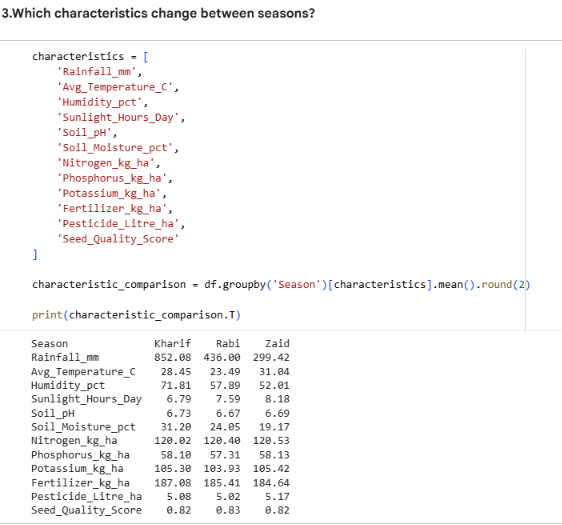 3.Which characteristics change between seasons?
characteristics = [
'Rainfall_mm',
'Avg_Temperature_C',
'Humidity_pct',
'Sunlight_Hours_Day',
'Soil_pH',
'Soil_Moisture_pct',
'Nitrogen_kg_ha',
'Phosphorus_kg_ha',
'Potassium_kg_ha',
'Fertilizer_kg_ha',
'Pesticide_Litre_ha',
'Seed_Quality_Score'
]
characteristic_comparison = df.groupby('Season')[characteristics].mean().round(2)
print(characteristic_comparison.T)
Season Kharif Rabi Zaid
Rainfall_mm 852.08 436.00 299.42
Avg_Temperature_C 28.45 23.49 31.04
Humidity_pct 71.81 57.89 52.01
Sunlight_Hours_Day 6.79 7.59 8.18
Soil_pH 6.73 6.67 6.69
Soil_Moisture_pct 31.20 24.05 19.17
Nitrogen_kg_ha 120.02 120.40 120.53
Phosphorus_kg_ha 58.10 57.31 58.13
Potassium_kg_ha 105.30 103.93 105.42
Fertilizer_kg_ha 187.08 185.41 184.64
Pesticide_Litre_ha 5.08 5.02 5.17
Seed_Quality_Score 0.82 0.83 0.82